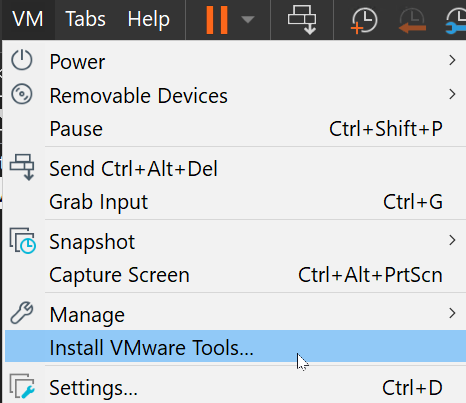 VM Tabs Help
Power
Removable Devices
Pause Ctrl+Shift+P
Send Ctrl+Alt+Del
Grab Input Ctrl+G
Snapshot
Capture Screen Ctrl+Alt+PrtScn
Manage
Install VMware Tools...
Settings... Ctrl+D